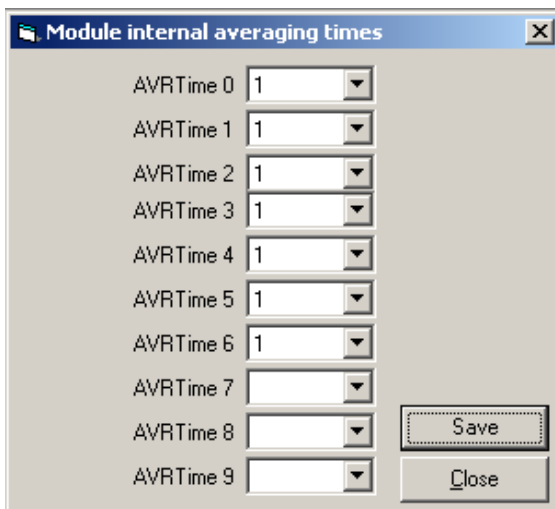 Module internal averaging times
AVRTime 0 1
AVRTime 1 1
AVRTime 2 1
AVRTime 3 1
AVRTime 4 1
AVRTime 5 1
AVRTime 6 1
AVRTime 7
AVRTime 8
Save
AVRTime 9
Close